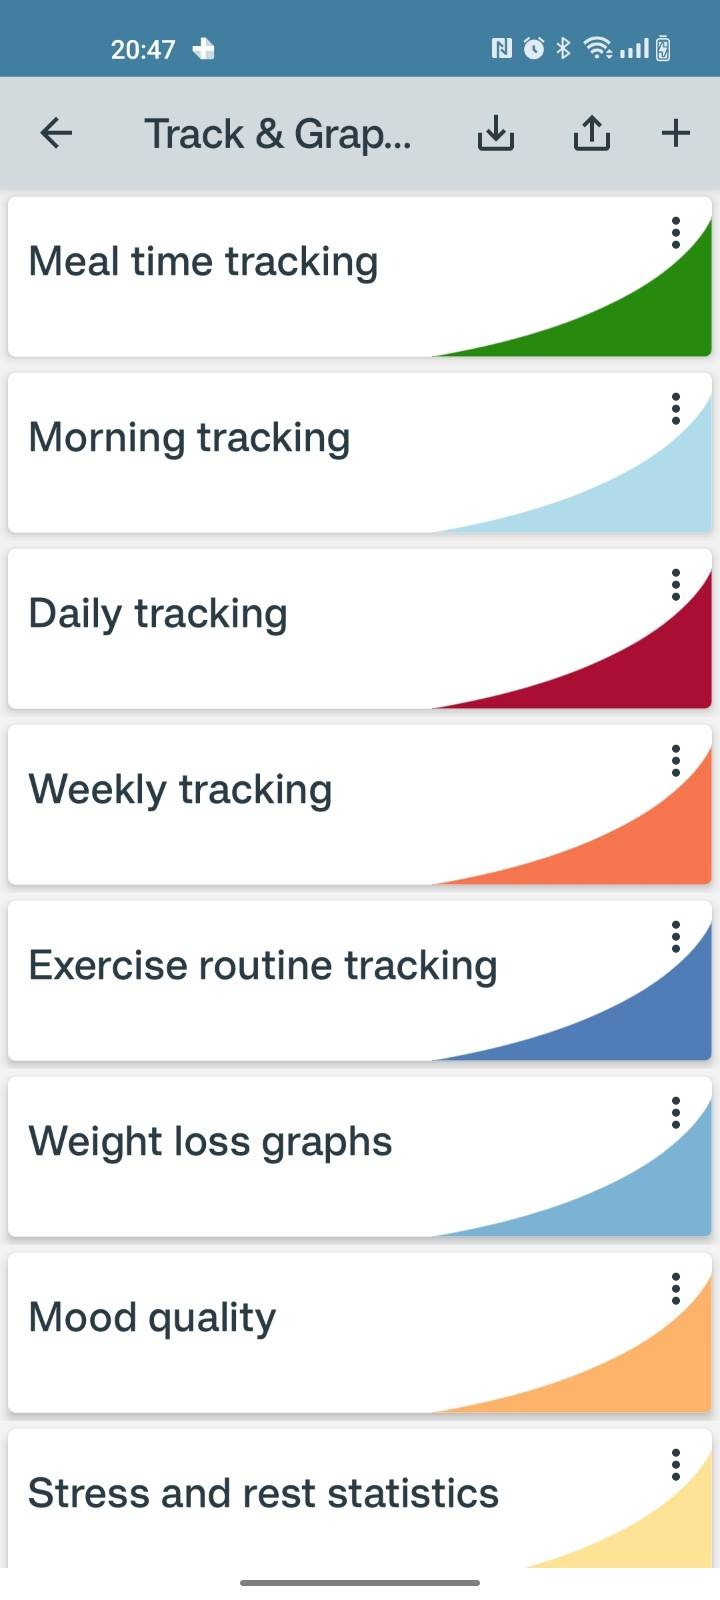 20:47
Track & Grap...
Meal time tracking
Morning tracking
Daily tracking
Weekly tracking
Exercise routine tracking
Weight loss graphs
Mood quality
Stress and rest statistics